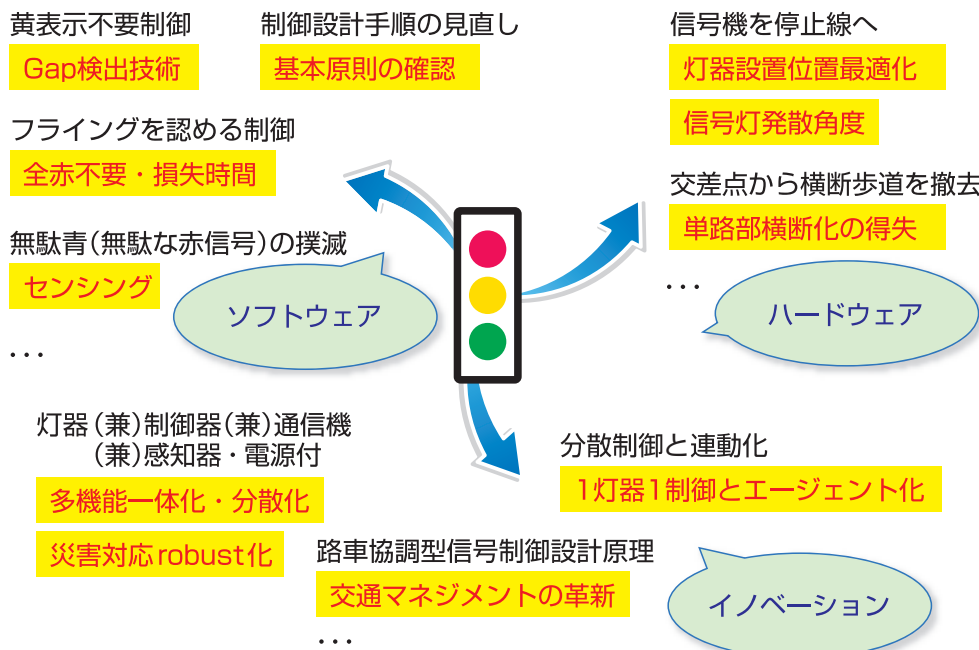 黄表示不要制御
Gap検出技術
制御設計手順の見直し
基本原則の確認
フライングを認める制御
全赤不要・損失時間
無駄青(無駄な赤信号)の撲滅
センシング
...
ソフトウェア
信号機を停止線へ
灯器設置位置最適化
信号灯発散角度
交差点から横断歩道を撤去
単路部横断化の得失
...
ハードウェア
灯器(兼)制御器(兼)通信機
(兼)感知器・電源付
多機能一体化・分散化
災害対応robust化
分散制御と連動化
1灯器1制御とエージェント化
路車協調型信号制御設計原理
交通マネジメントの革新
...
イノベーション